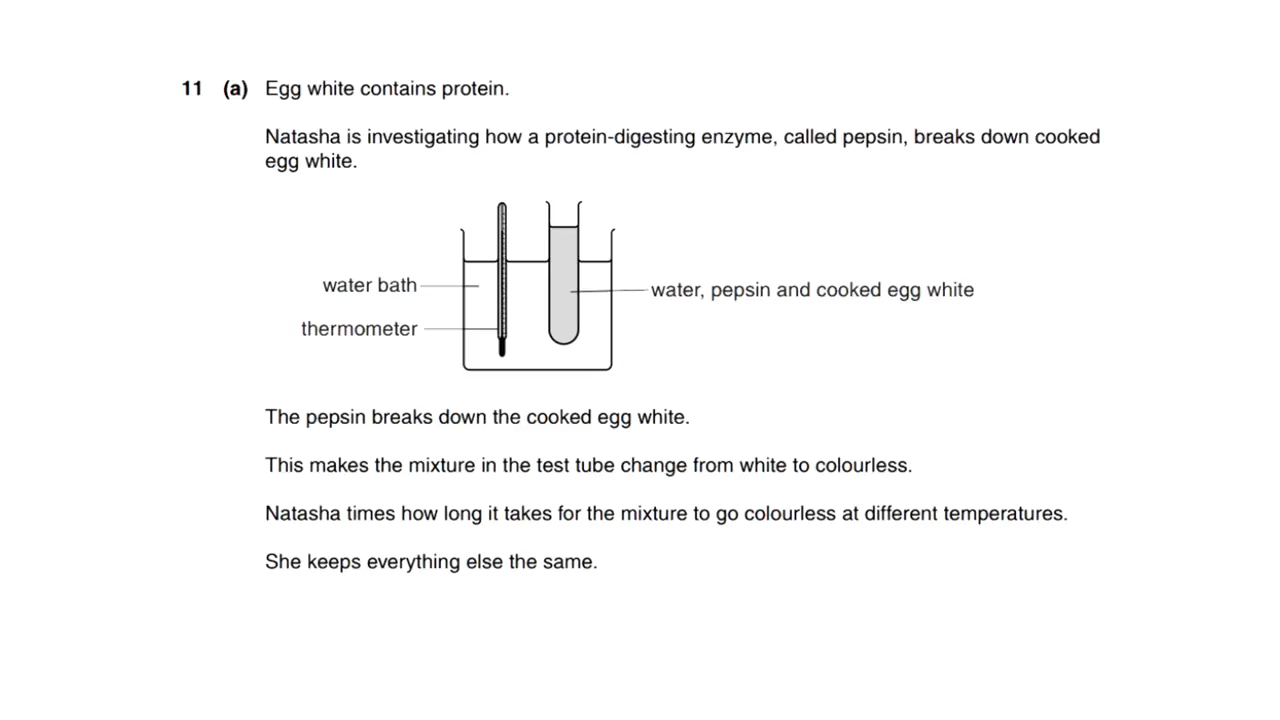 11 (a) Egg white contains protein.
Natasha is investigating how a protein-digesting enzyme, called pepsin, breaks down cooked
egg white.
water bath
water, pepsin and cooked egg white
thermometer
The pepsin breaks down the cooked egg white.
This makes the mixture in the test tube change from white to colourless.
Natasha times how long it takes for the mixture to go colourless at different temperatures.
She keeps everything else the same.